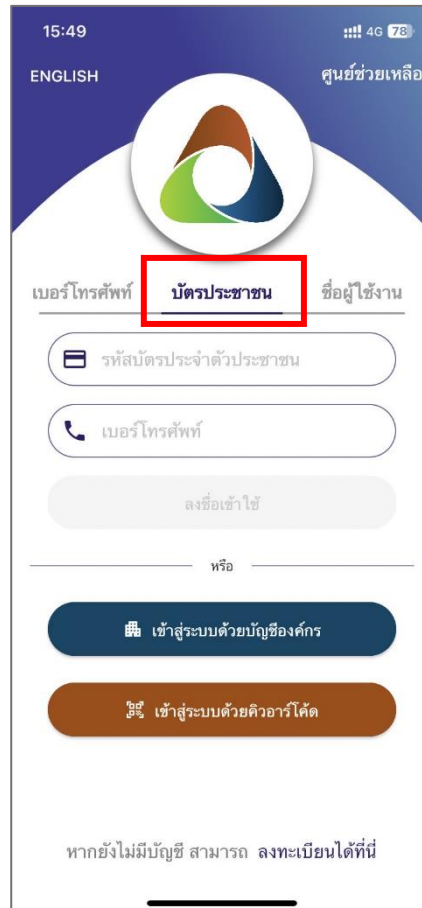 15:49 4G 78
ENGLISH ศูนย์ช่วยเหลือ
เบอร์โทรศัพท์ บัตรประชาชน ชื่อผู้ใช้งาน
รหัสบัตรประจำตัวประชาชน
เบอร์โทรศัพท์
ลงชื่อเข้าใช้
หรือ
เข้าสู่ระบบด้วยบัญชีองค์กร
เข้าสู่ระบบด้วยคิวอาร์โค้ด
หากยังไม่มีบัญชี สามารถ ลงทะเบียนได้ที่นี่